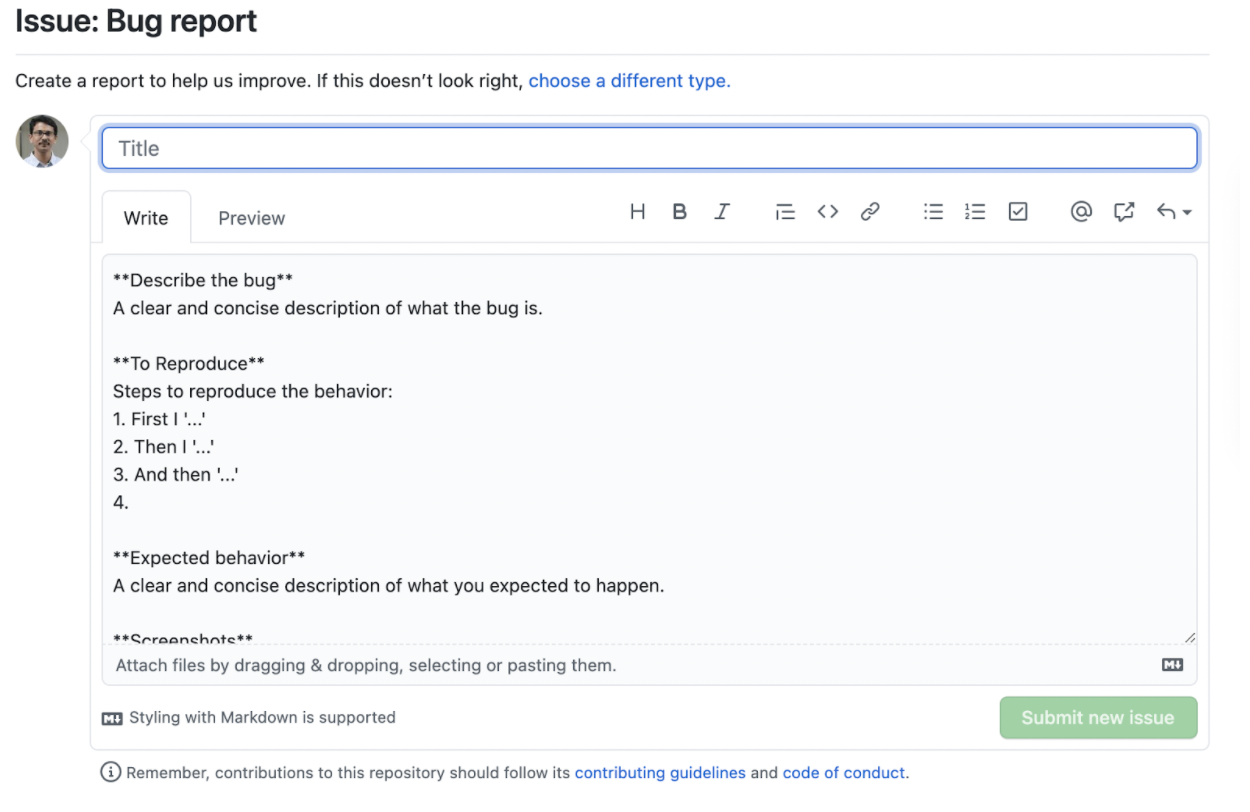 Issue: Bug report
Create a report to help us improve. If this doesn’t look right, choose a different type.
Title
Write Preview
**Describe the bug**
A clear and concise description of what the bug is.
**To Reproduce**
Steps to reproduce the behavior:
1. First I '...'
2. Then I '...'
3. And then '...'
4.
**Expected behavior**
A clear and concise description of what you expected to happen.
**Screenshots**
Attach files by dragging & dropping, selecting or pasting them.
Styling with Markdown is supported
Submit new issue
Remember, contributions to this repository should follow its contributing guidelines and code of conduct.